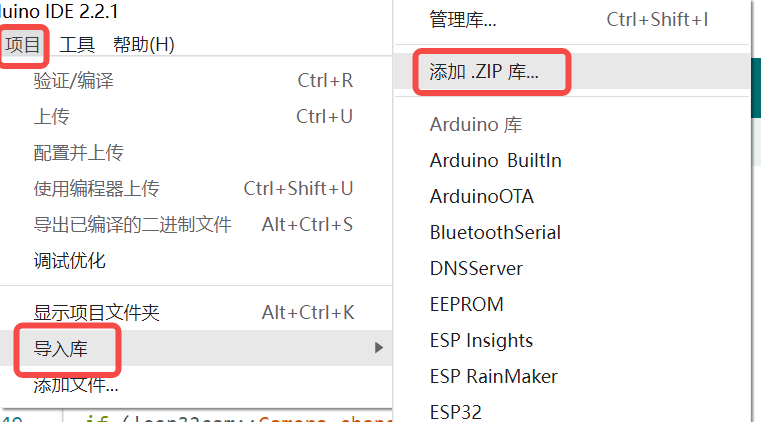 uino IDE 2.2.1
项目 工具 帮助(H)
验证/编译 Ctrl+R
上传 Ctrl+U
配置并上传
使用编程器上传 Ctrl+Shift+U
导出已编译的二进制文件 Alt+Ctrl+S
调试优化
显示项目文件夹 Alt+Ctrl+K
导入库
添加文件...
管理库... Ctrl+Shift+I
添加 .ZIP 库...
Arduino 库
Arduino BuiltIn
ArduinoOTA
BluetoothSerial
DNSServer
EEPROM
ESP Insights
ESP RainMaker
ESP32